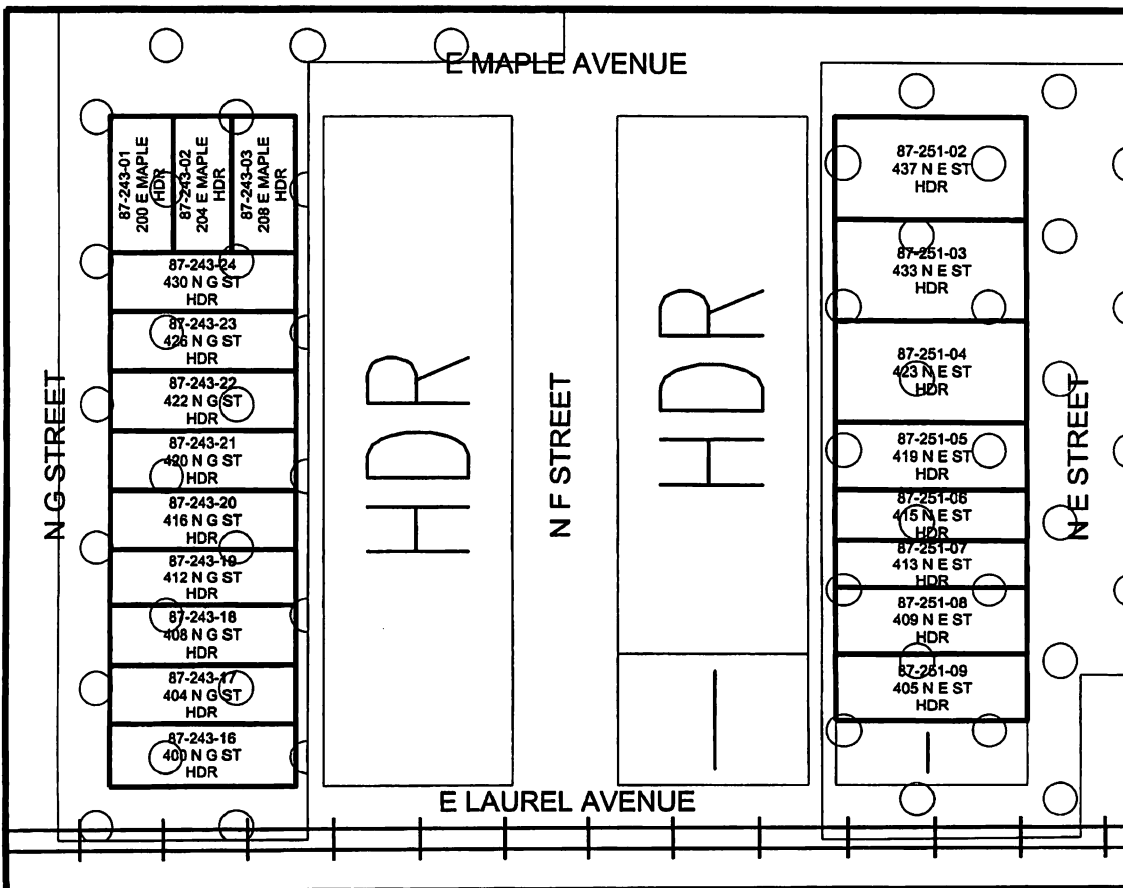 E MAPLE AVENUE
87-243-01
200 E MAPLE
HDR
87-243-02
204 E MAPLE
HDR
87-243-03
208 E MAPLE
HDR
87-243-24
430 N G ST
HDR
87-243-23
426 N G ST
HDR
87-243-22
422 N G ST
HDR
87-243-21
420 N G ST
HDR
87-243-20
416 N G ST
HDR
87-243-19
412 N G ST
HDR
87-243-18
408 N G ST
HDR
87-243-17
404 N G ST
HDR
87-243-16
400 N G ST
HDR
N G STREET
HDR
N F STREET
HDR
I
87-251-02
437 N E ST
HDR
87-251-03
433 N E ST
HDR
87-251-04
423 N E ST
HDR
87-251-05
419 N E ST
HDR
87-251-06
415 N E ST
HDR
87-251-07
413 N E ST
HDR
87-251-08
409 N E ST
HDR
87-251-09
405 N E ST
HDR
I
N E STREET
E LAUREL AVENUE